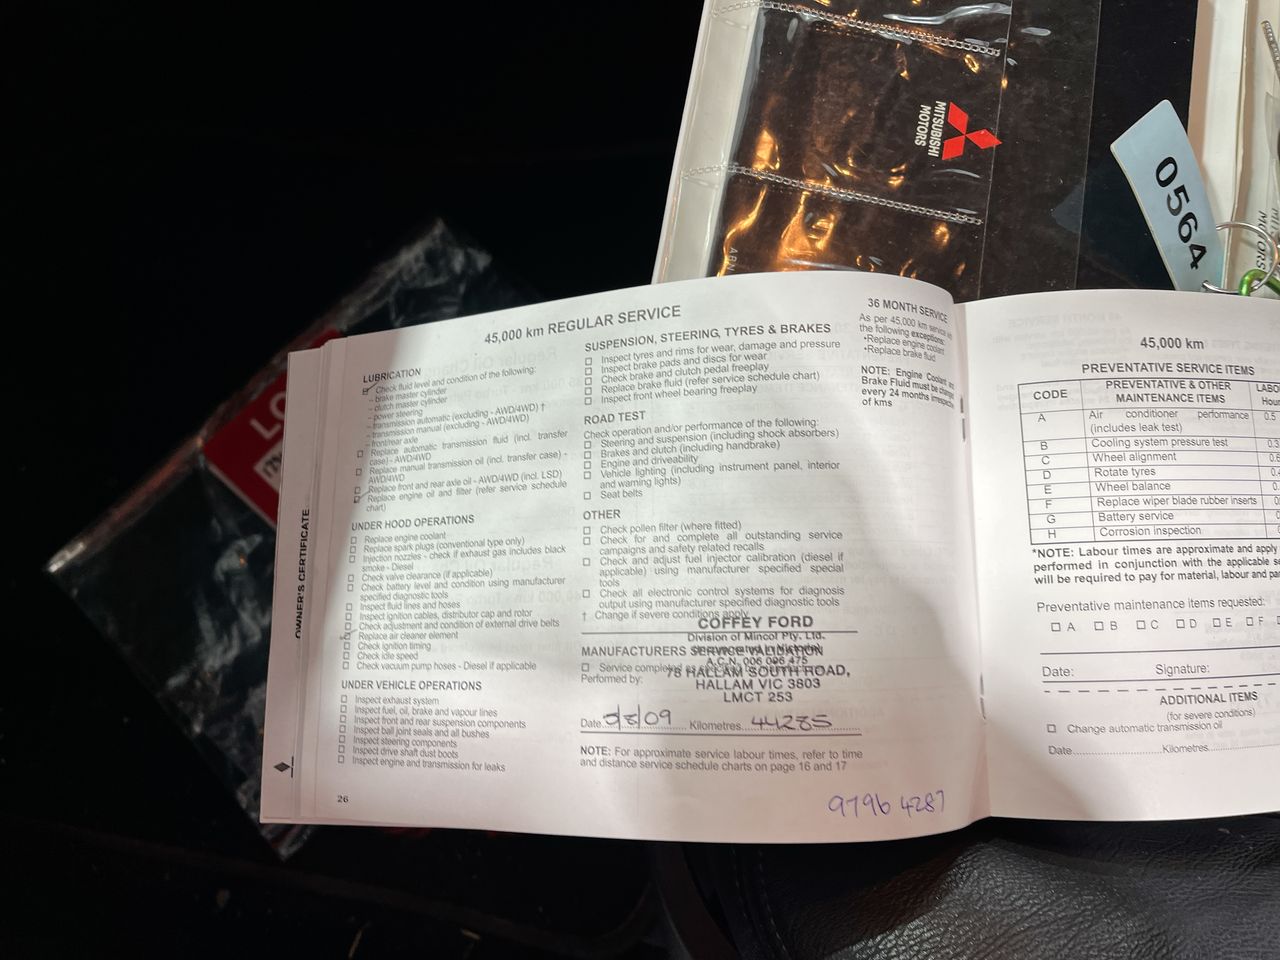 MITSUBISHI
MOTORS
0564
MOTORS
ABN
LO
OWNER'S CERTIFICATE
45,000 km REGULAR SERVICE
LUBRICATION
Check fluid level and condition of the following:
- brake master cylinder
- clutch master cylinder
- power steering
- transmission automatic (excluding - AWD/4WD) †
- transmission manual (excluding - AWD/4WD)
- front/rear axle
Replace automatic transmission fluid (incl. transfer
case) - AWD/4WD
Replace manual transmission oil (incl. transfer case) -
AWD/4WD
Replace front and rear axle oil - AWD/4WD (incl. LSD)
Replace engine oil and filter (refer service schedule
chart)
UNDER HOOD OPERATIONS
Replace engine coolant
Replace spark plugs (conventional type only)
Injection nozzles - check if exhaust gas includes black
smoke - Diesel
Check valve clearance (if applicable)
Check battery level and condition using manufacturer
specified diagnostic tools
Inspect fluid lines and hoses
Inspect ignition cables, distributor cap and rotor
Check adjustment and condition of external drive belts
Replace air cleaner element
Check ignition timing
Check idle speed
Check vacuum pump hoses - Diesel if applicable
UNDER VEHICLE OPERATIONS
Inspect exhaust system
Inspect fuel, oil, brake and vapour lines
Inspect front and rear suspension components
Inspect ball joint seals and all bushes
Inspect steering components
Inspect drive shaft dust boots
Inspect engine and transmission for leaks
26
SUSPENSION, STEERING, TYRES & BRAKES
Inspect tyres and rims for wear, damage and pressure
Inspect brake pads and discs for wear
Check brake and clutch pedal freeplay
Replace brake fluid (refer service schedule chart)
Inspect front wheel bearing freeplay
ROAD TEST
Check operation and/or performance of the following:
Steering and suspension (including shock absorbers)
Brakes and clutch (including handbrake)
Engine and driveability
Vehicle lighting (including instrument panel, interior
and warning lights)
Seat belts
OTHER
Check pollen filter (where fitted)
Check for and complete all outstanding service
campaigns and safety related recalls
Check and adjust fuel injector calibration (diesel if
applicable) using manufacturer specified special
tools
Check all electronic control systems for diagnosis
output using manufacturer specified diagnostic tools
† Change if severe conditions apply
COFFEY FORD
Division of Mincol Pty. Ltd.
MANUFACTURERS SERVICE VALIDATION
A.C.N. 006 096 475
Service completed
78 HALLAM SOUTH ROAD,
Performed by:
HALLAM VIC 3803
LMCT 253
Date 5/8/09 Kilometres 44285
NOTE: For approximate service labour times, refer to time
and distance service schedule charts on page 16 and 17
9796 4287
36 MONTH SERVICE
As per 45,000 km service with
the following exceptions:
•Replace engine coolant
•Replace brake fluid
NOTE: Engine Coolant and
Brake Fluid must be changed
every 24 months irrespective
of kms
45,000 km
PREVENTATIVE SERVICE ITEMS
CODE PREVENTATIVE & OTHER MAINTENANCE ITEMS
A Air conditioner performance
(includes leak test)
B Cooling system pressure test
C Wheel alignment
D Rotate tyres
E Wheel balance
F Replace wiper blade rubber inserts
G Battery service
H Corrosion inspection
*NOTE: Labour times are approximate and apply
performed in conjunction with the applicable
will be required to pay for material, labour and
Preventative maintenance items requested:
A B C D E F
Date: Signature:
ADDITIONAL ITEMS
(for severe conditions)
Change automatic transmission oil
Date Kilometres